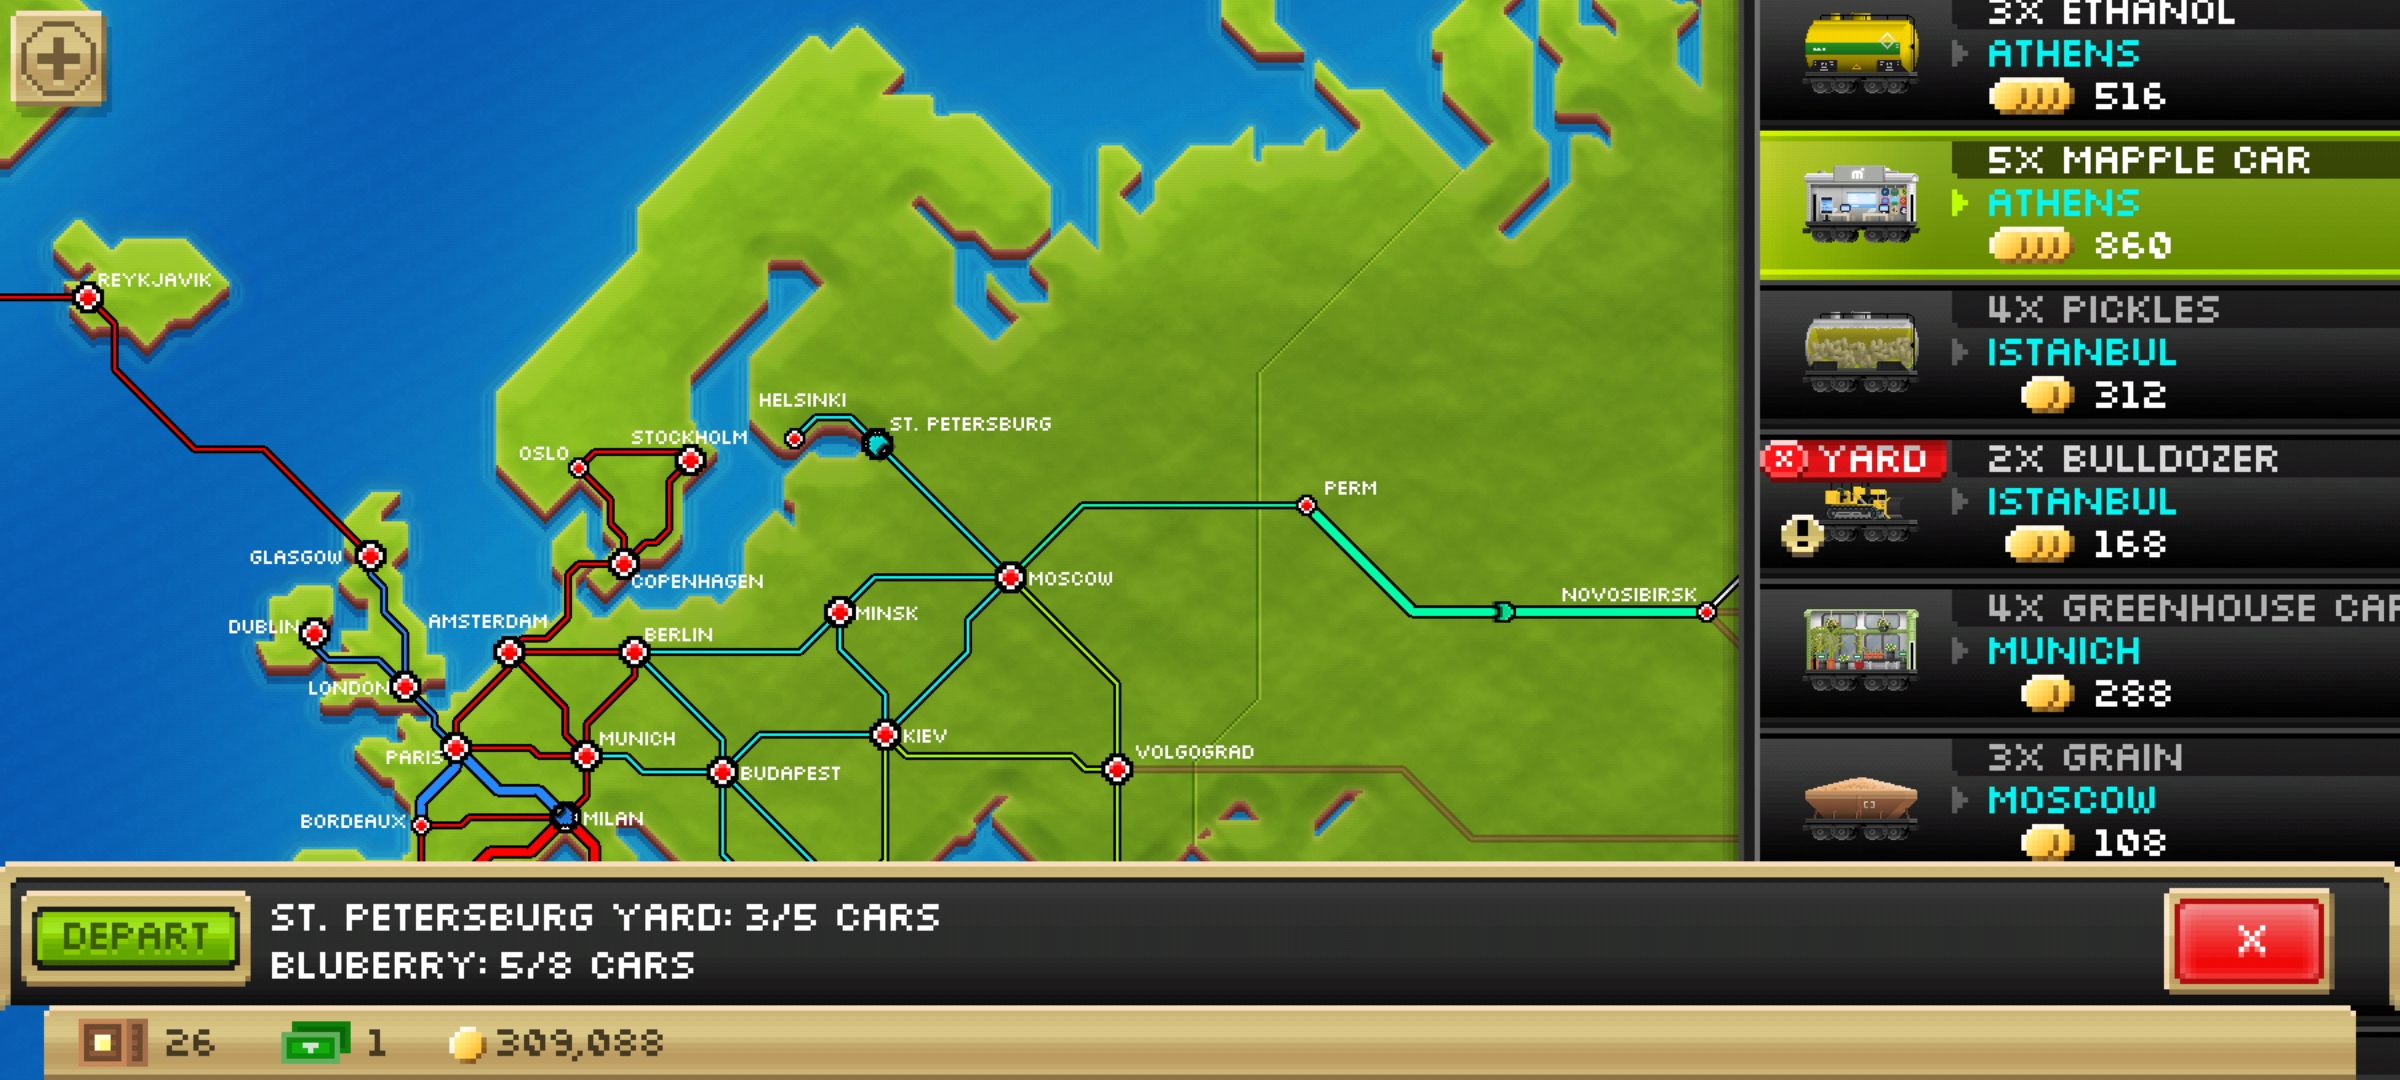 3X ETHANOL
ATHENS
516
5X MAPPLE CAR
ATHENS
860
4X PICKLES
ISTANBUL
312
YARD
2X BULLDOZER
ISTANBUL
168
4X GREENHOUSE CAR
MUNICH
288
3X GRAIN
MOSCOW
108
REYKJAVIK
HELSINKI
ST. PETERSBURG
STOCKHOLM
OSLO
PERM
GLASGOW
COPENHAGEN
MOSCOW
NOVOSIBIRSK
DUBLIN
AMSTERDAM
BERLIN
MINSK
LONDON
PARIS
MUNICH
KIEV
VOLGOGRAD
BUDAPEST
BORDEAUX
MILAN
DEPART
ST. PETERSBURG YARD: 3/5 CARS
BLUBERRY: 5/8 CARS
X
26
1
309,088